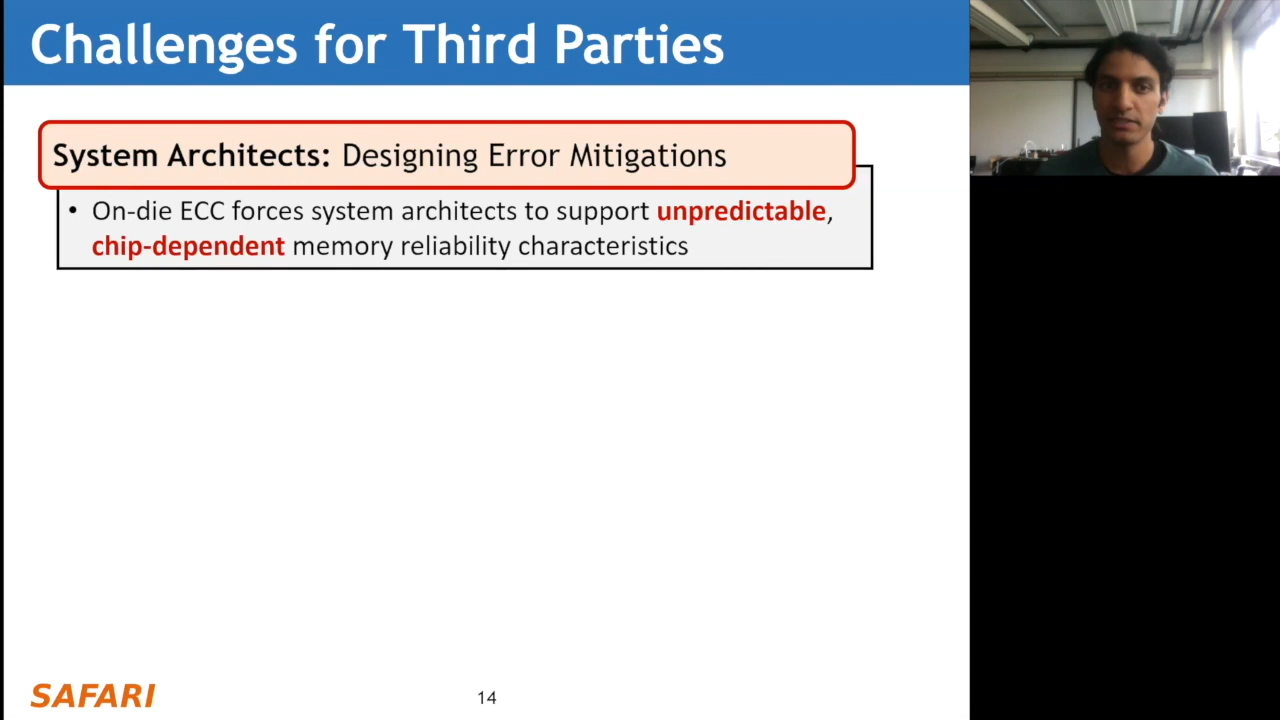 Challenges for Third Parties
System Architects: Designing Error Mitigations
• On-die ECC forces system architects to support unpredictable,
chip-dependent memory reliability characteristics
SAFARI
14